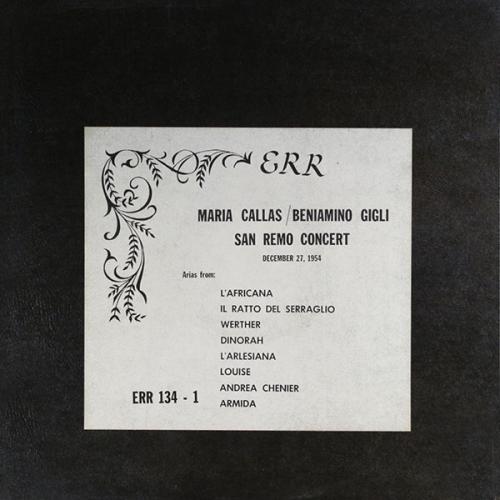 ERR
MARIA CALLAS/BENIAMINO GIGLI
SAN REMO CONCERT
DECEMBER 27, 1954
Arias from:
L'AFRICANA
IL RATTO DEL SERRAGLIO
WERTHER
DINORAH
L'ARLESIANA
LOUISE
ANDREA CHENIER
ARMIDA
ERR 134 - 1